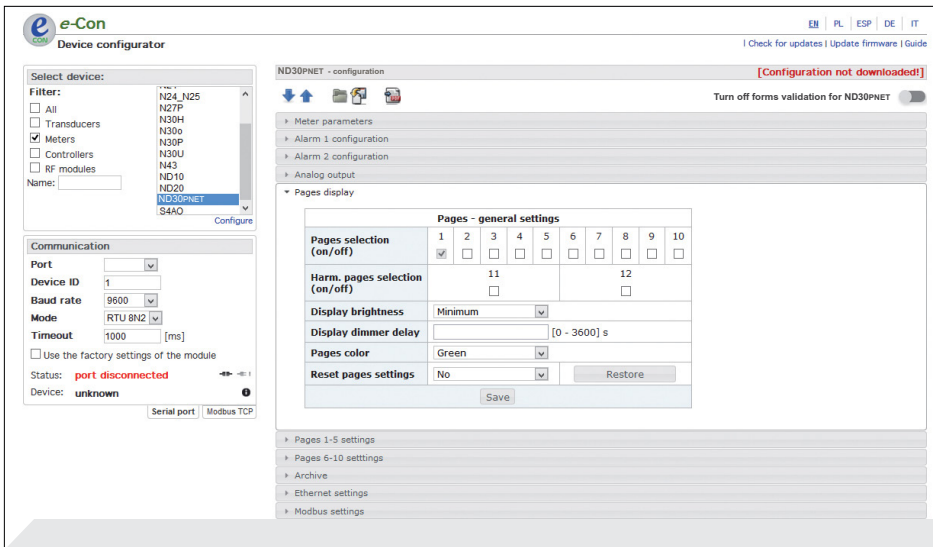 e-Con
e
CON
Device configurator
EN | PL | ESP | DE | IT
| Check for updates | Update firmware | Guide
Select device:
Filter:
All
Transducers
Meters
Controllers
RF modules
Name:
N24_N25
N27P
N30H
N30o
N30P
N30U
N43
ND10
ND20
ND30PNET
S4AO
Configure
Communication
Port
Device ID 1
Baud rate 9600
Mode RTU 8N2
Timeout 1000 [ms]
Use the factory settings of the module
Status: port disconnected
Device: unknown
Serial port Modbus TCP
ND30PNET - configuration [Configuration not downloaded!]
Turn off forms validation for ND30PNET
Meter parameters
Alarm 1 configuration
Alarm 2 configuration
Analog output
Pages display
Pages - general settings
Pages selection (on/off) 1 2 3 4 5 6 7 8 9 10
Harm. pages selection (on/off) 11 12
Display brightness Minimum
Display dimmer delay [0 - 3600] s
Pages color Green
Reset pages settings No Restore
Save
Pages 1-5 settings
Pages 6-10 setttings
Archive
Ethernet settings
Modbus settings